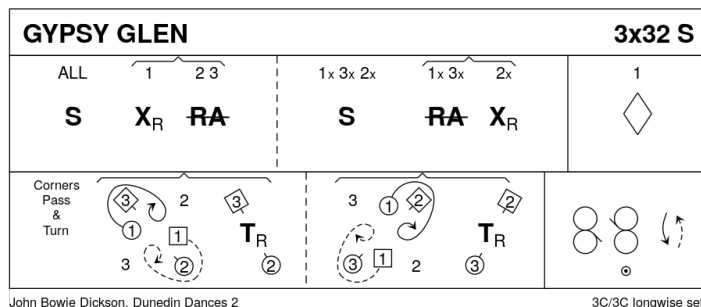 GYPSY GLEN 3x32 S
ALL 1 2 3 1x 3x 2x 1x 3x 2x 1
S XR RA S RA XR
Corners
Pass
&
Turn
3 2 3 3 1 2 2
1 1 TR TR
3 2 2 3 1 2 3
John Bowie Dickson, Dunedin Dances 2 3C/3C longwise set